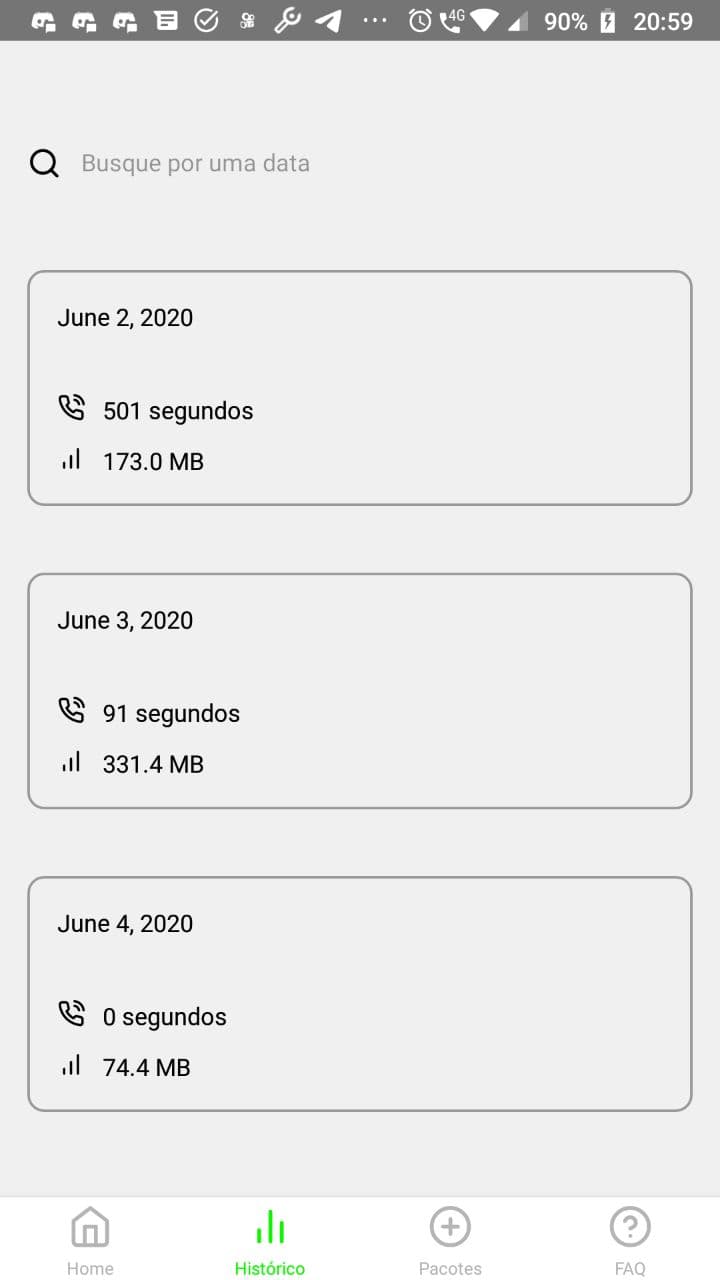 4G 90% 20:59
Busque por uma data
June 2, 2020
501 segundos
173.0 MB
June 3, 2020
91 segundos
331.4 MB
June 4, 2020
0 segundos
74.4 MB
Home Histórico Pacotes FAQ